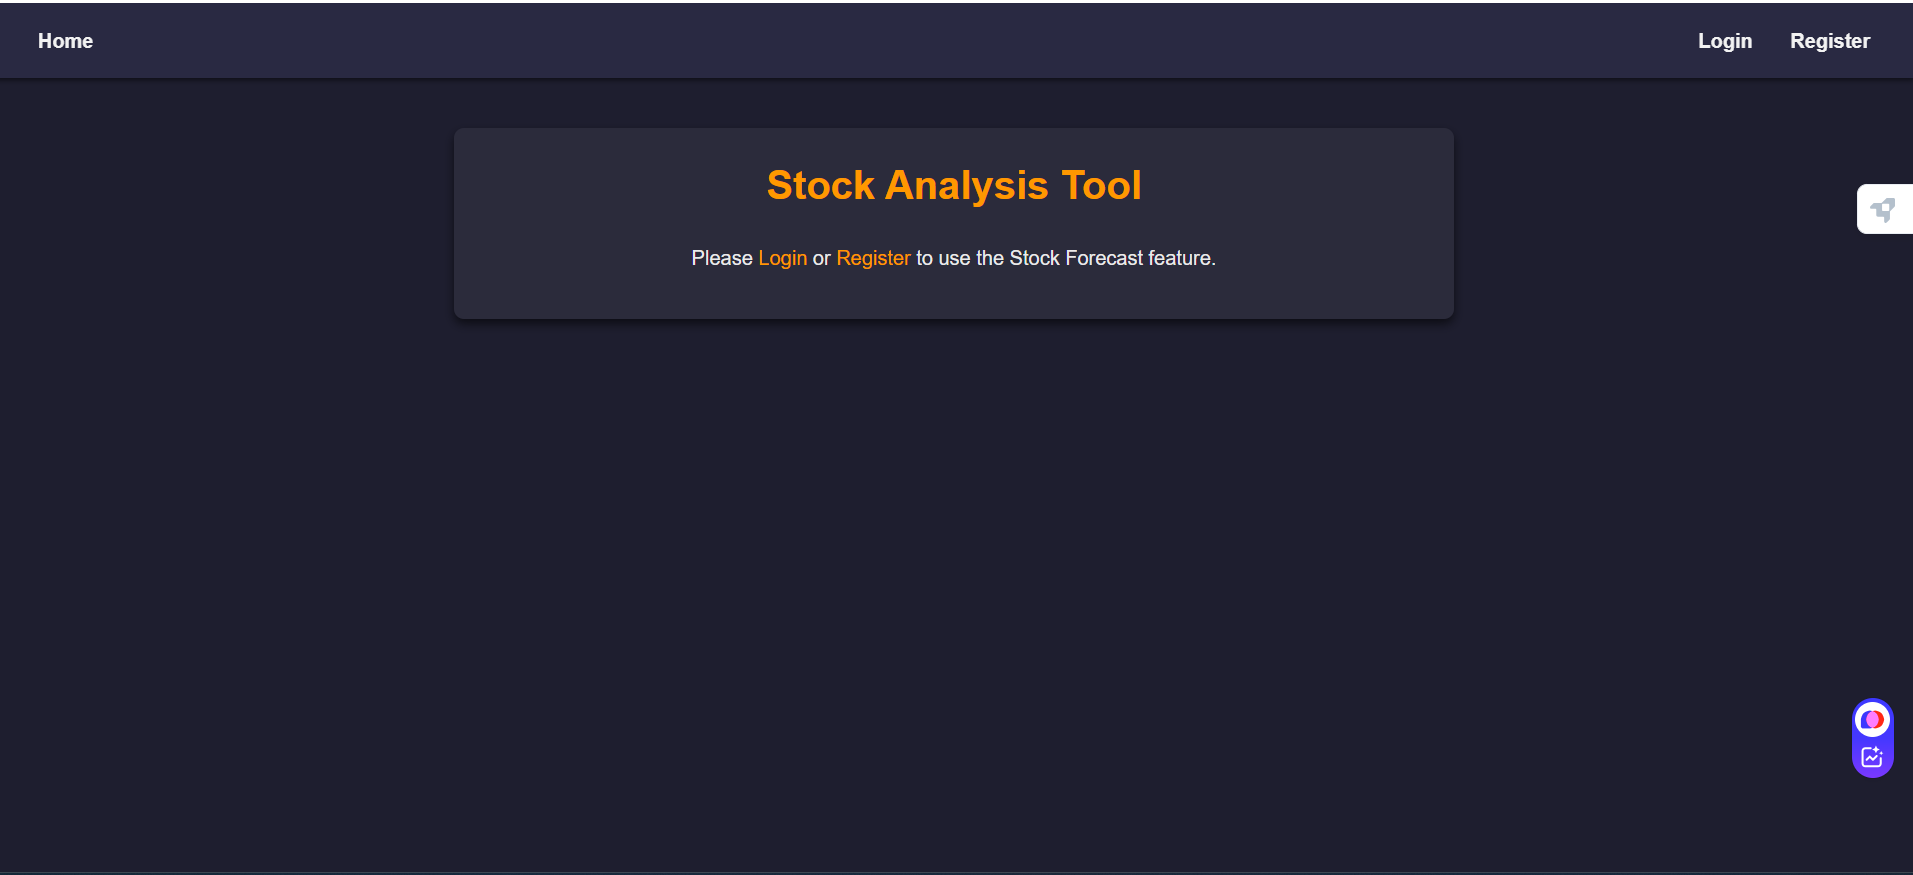 Home
Login
Register
Stock Analysis Tool
Please Login or Register to use the Stock Forecast feature.